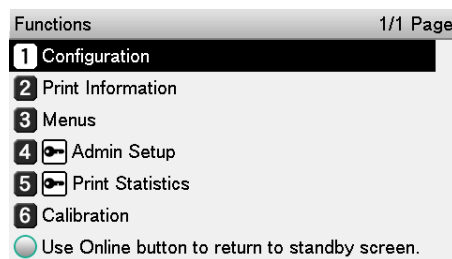 Functions 1/1 Page
1 Configuration
2 Print Information
3 Menus
4 Admin Setup
5 Print Statistics
6 Calibration
Use Online button to return to standby screen.